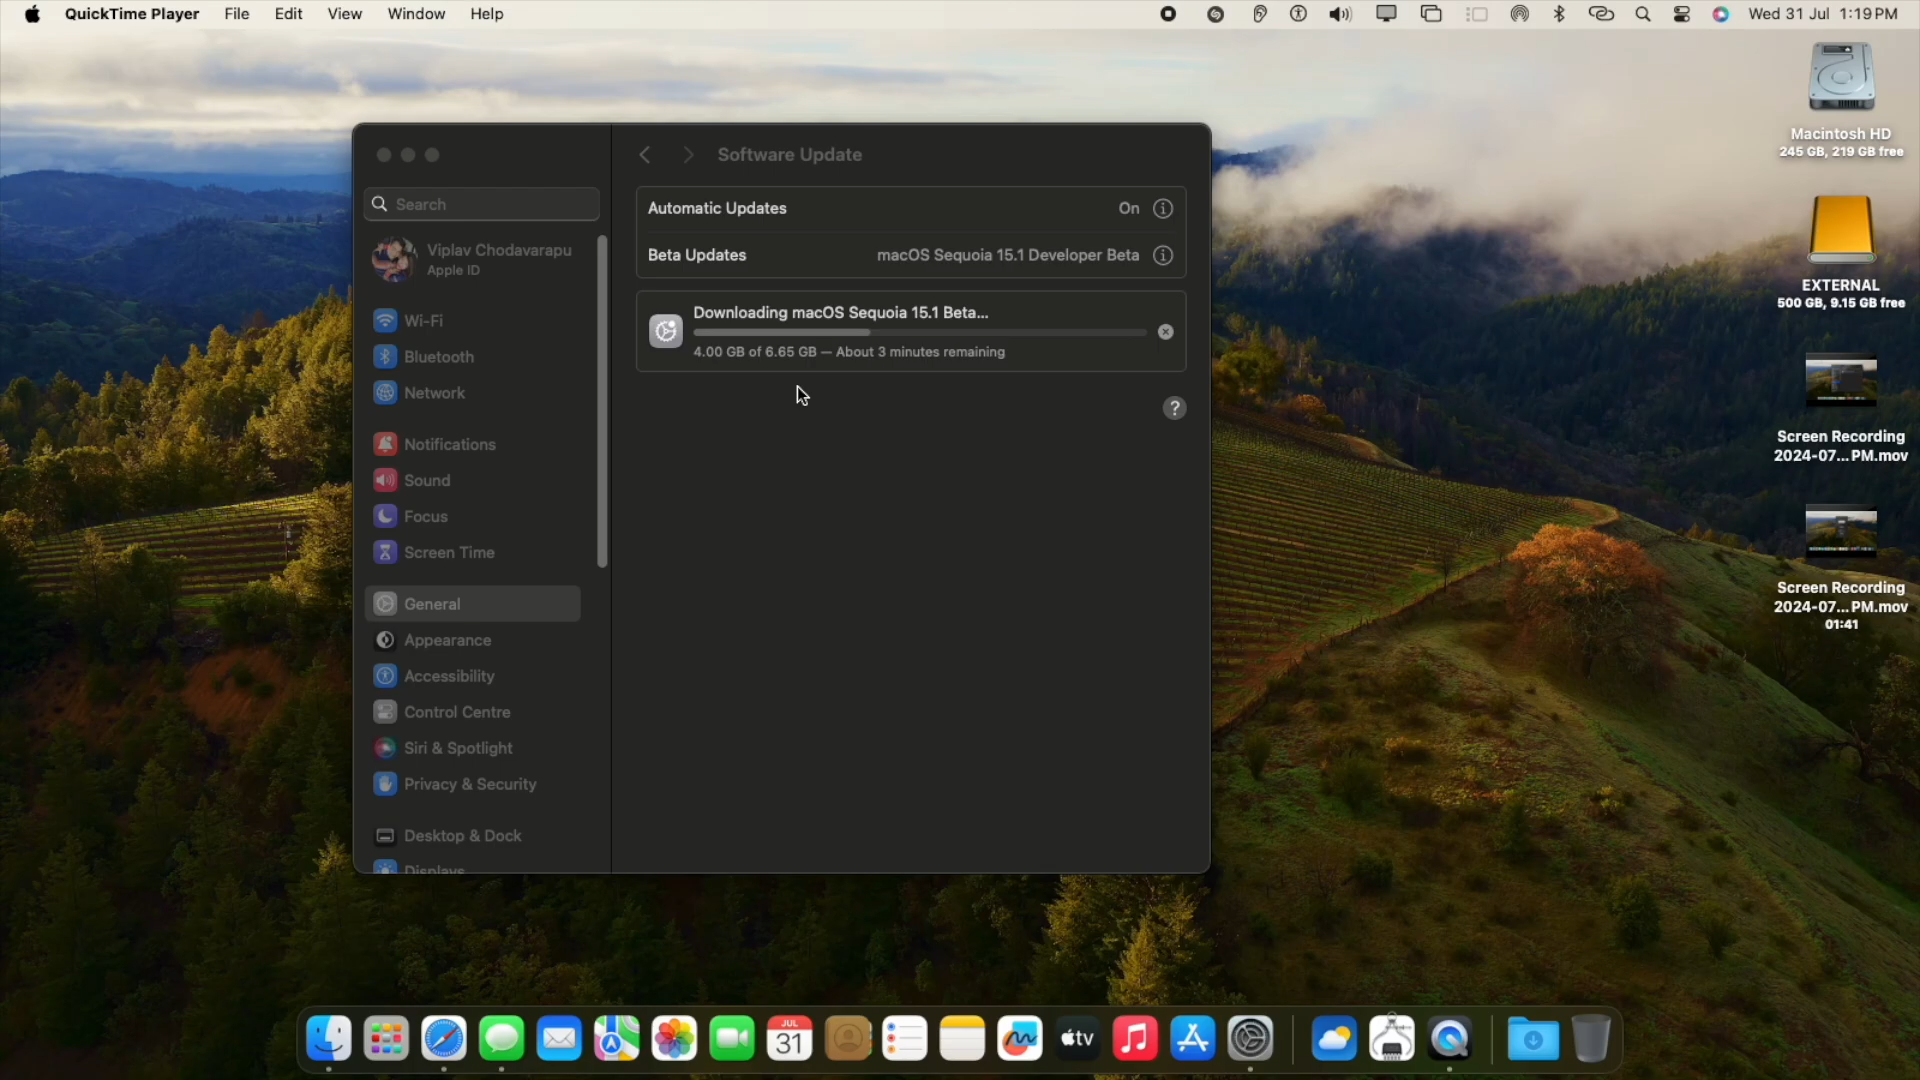 QuickTime Player File Edit View Window Help Wed 31 Jul 1:19 PM
Macintosh HD
245 GB, 219 GB free
EXTERNAL
500 GB, 9.15 GB free
Screen Recording
2024-07...PM.mov
Screen Recording
2024-07...PM.mov
01:41
Search
Viplav Chodavarapu
Apple ID
Wi-Fi
Bluetooth
Network
Notifications
Sound
Focus
Screen Time
General
Appearance
Accessibility
Control Centre
Siri & Spotlight
Privacy & Security
Desktop & Dock
Displays
Software Update
Automatic Updates On
Beta Updates macOS Sequoia 15.1 Developer Beta
Downloading macOS Sequoia 15.1 Beta...
4.00 GB of 6.65 GB — About 3 minutes remaining
?
JUL
31
tv